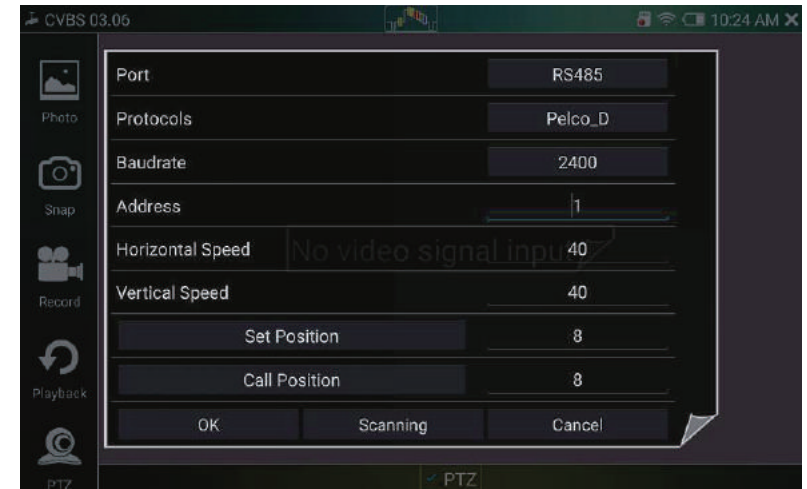 CVBS 03.06 10:24 AM
Photo
Snap
Record
Playback
PTZ
Port RS485
Protocols Pelco_D
Baudrate 2400
Address 1
Horizontal Speed 40
No video signal input
Vertical Speed 40
Set Position 8
Call Position 8
OK Scanning Cancel
PTZ